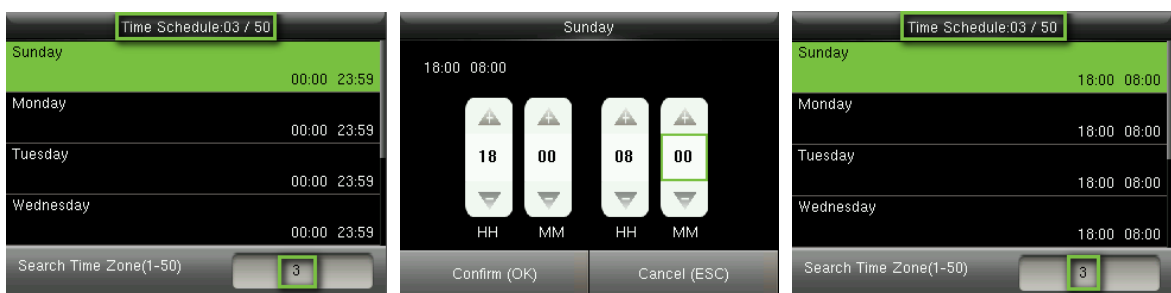 Time Schedule:03 / 50
Sunday
00:00 23:59
Monday
00:00 23:59
Tuesday
00:00 23:59
Wednesday
00:00 23:59
Search Time Zone(1-50) 3
Sunday
18:00 08:00
18 00 08 00
HH MM HH MM
Confirm (OK) Cancel (ESC)
Time Schedule:03 / 50
Sunday
18:00 08:00
Monday
18:00 08:00
Tuesday
18:00 08:00
Wednesday
18:00 08:00
Search Time Zone(1-50) 3